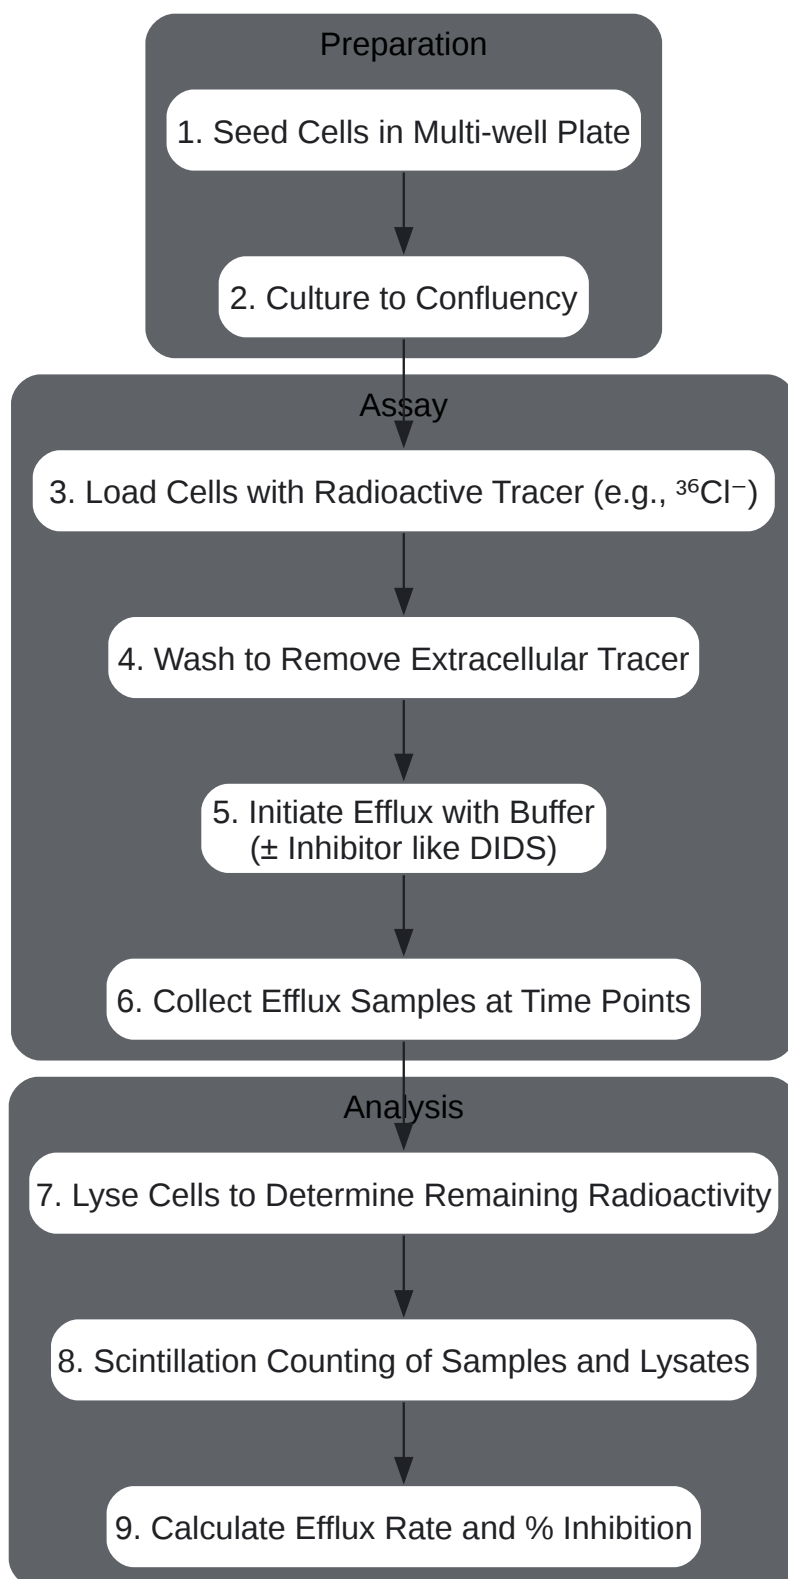 Preparation
1. Seed Cells in Multi-well Plate
2. Culture to Confluency
Assay
3. Load Cells with Radioactive Tracer (e.g., ³⁶Cl⁻)
4. Wash to Remove Extracellular Tracer
5. Initiate Efflux with Buffer
(± Inhibitor like DIDS)
6. Collect Efflux Samples at Time Points
Analysis
7. Lyse Cells to Determine Remaining Radioactivity
8. Scintillation Counting of Samples and Lysates
9. Calculate Efflux Rate and % Inhibition